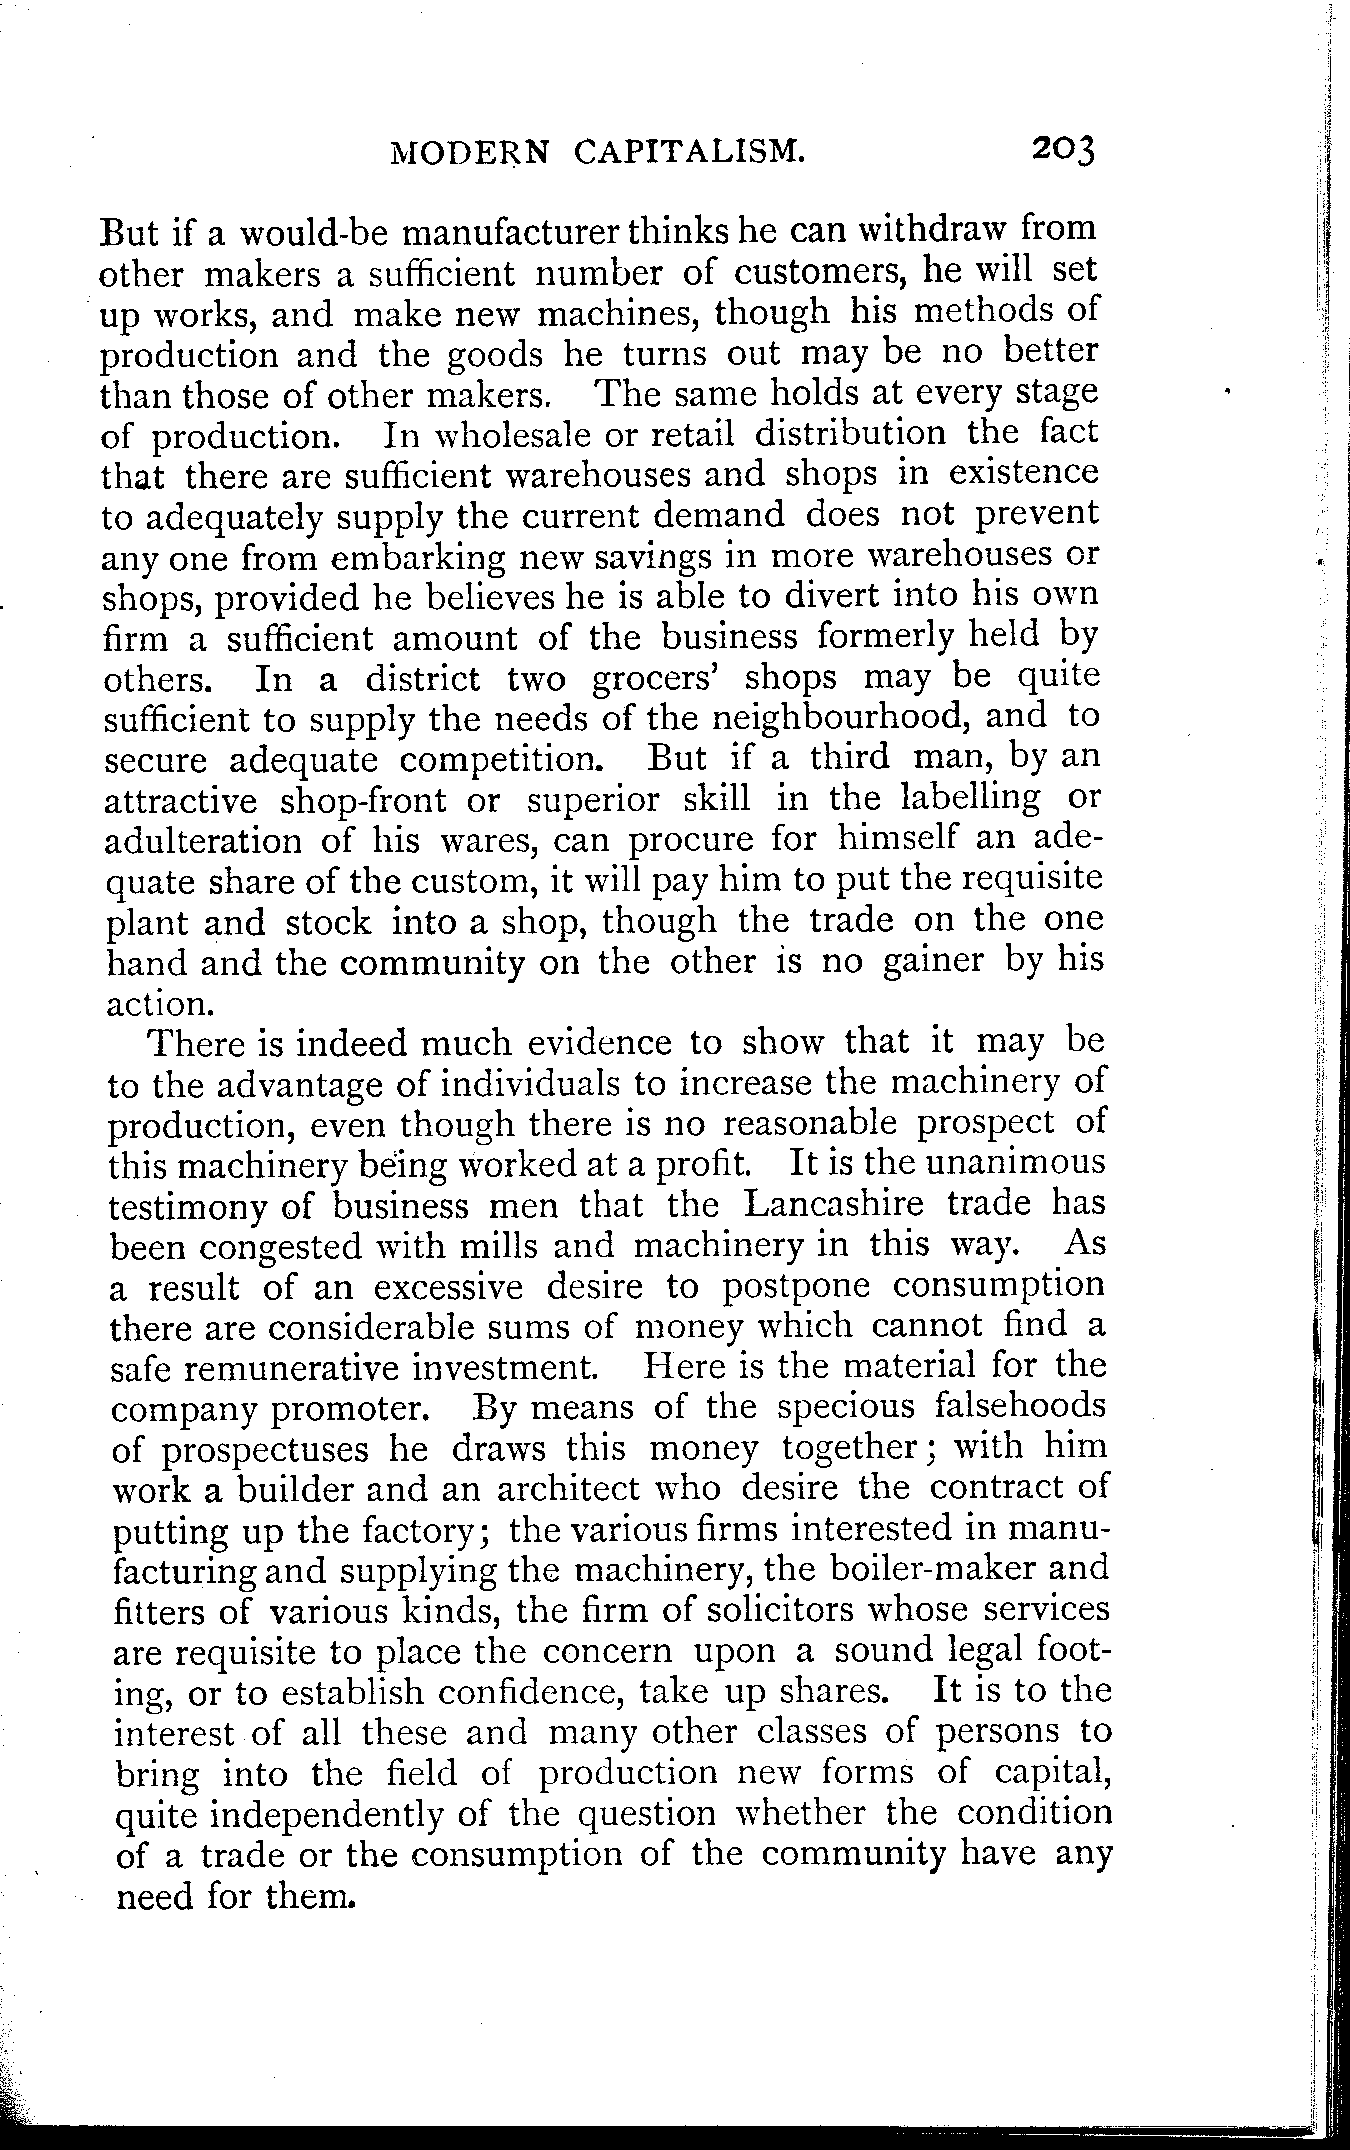 MODERN CAPITALISM. 203
But if a would-be manufacturer thinks he can withdraw from
other makers a sufficient number of customers, he will set
up works, and make new machines, though his methods of
production and the goods he turns out may be no better
than those of other makers. The same holds at every stage
of production. In wholesale or retail distribution the fact
that there are sufficient warehouses and shops in existence
to adequately supply the current demand does not prevent
any one from embarking new savings in more warehouses or
shops, provided he believes he is able to divert into his own
firm a sufficient amount of the business formerly held by
others. In a district two grocers' shops may be quite
sufficient to supply the needs of the neighbourhood, and to
secure adequate competition. But if a third man, by an
attractive shop-front or superior skill in the labelling or
adulteration of his wares, can procure for himself an ade-
quate share of the custom, it will pay him to put the requisite
plant and stock into a shop, though the trade on the one
hand and the community on the other is no gainer by his
action.
There is indeed much evidence to show that it may be
to the advantage of individuals to increase the machinery of
production, even though there is no reasonable prospect of
this machinery being worked at a profit. It is the unanimous
testimony of business men that the Lancashire trade has
been congested with mills and machinery in this way. As
a result of an excessive desire to postpone consumption
there are considerable sums of money which cannot find a
safe remunerative investment. Here is the material for the
company promoter. By means of the specious falsehoods
of prospectuses he draws this money together; with him
work a builder and an architect who desire the contract of
putting up the factory; the various firms interested in manu-
facturing and supplying the machinery, the boiler-maker and
fitters of various kinds, the firm of solicitors whose services
are requisite to place the concern upon a sound legal foot-
ing, or to establish confidence, take up shares. It is to the
interest of all these and many other classes of persons to
bring into the field of production new forms of capital,
quite independently of the question whether the condition
of a trade or the consumption of the community have any
need for them.